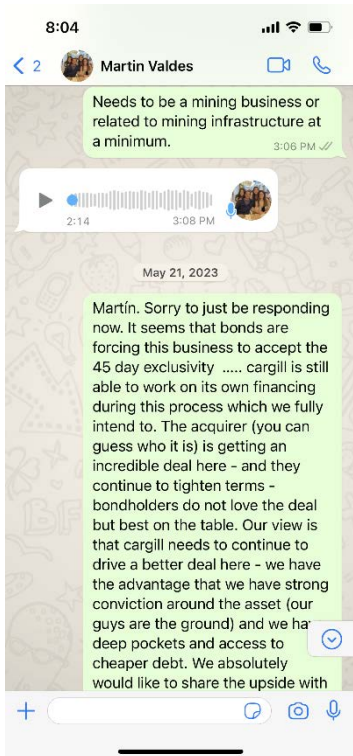 8:04
2 Martin Valdes
Needs to be a mining business or
related to mining infrastructure at
a minimum.
3:06 PM
2:14 3:08 PM
May 21, 2023
Martín. Sorry to just be responding
now. It seems that bonds are
forcing this business to accept the
45 day exclusivity ..... cargill is still
able to work on its own financing
during this process which we fully
intend to. The acquirer (you can
guess who it is) is getting an
incredible deal here - and they
continue to tighten terms -
bondholders do not love the deal
but best on the table. Our view is
that cargill needs to continue to
drive a better deal here - we have
the advantage that we have strong
conviction around the asset (our
guys are the ground) and we
deep pockets and access to
cheaper debt. We absolutely
would like to share the upside with